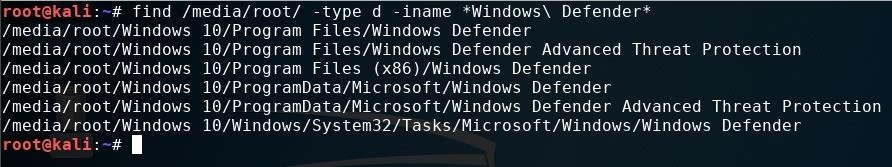 root@kali:~# find /media/root/ -type d -iname *Windows\ Defender*
/media/root/Windows 10/Program Files/Windows Defender
/media/root/Windows 10/Program Files/Windows Defender Advanced Threat Protection
/media/root/Windows 10/Program Files (x86)/Windows Defender
/media/root/Windows 10/ProgramData/Microsoft/Windows Defender
/media/root/Windows 10/ProgramData/Microsoft/Windows Defender Advanced Threat Protection
/media/root/Windows 10/Windows/System32/Tasks/Microsoft/Windows/Windows Defender
root@kali:~#